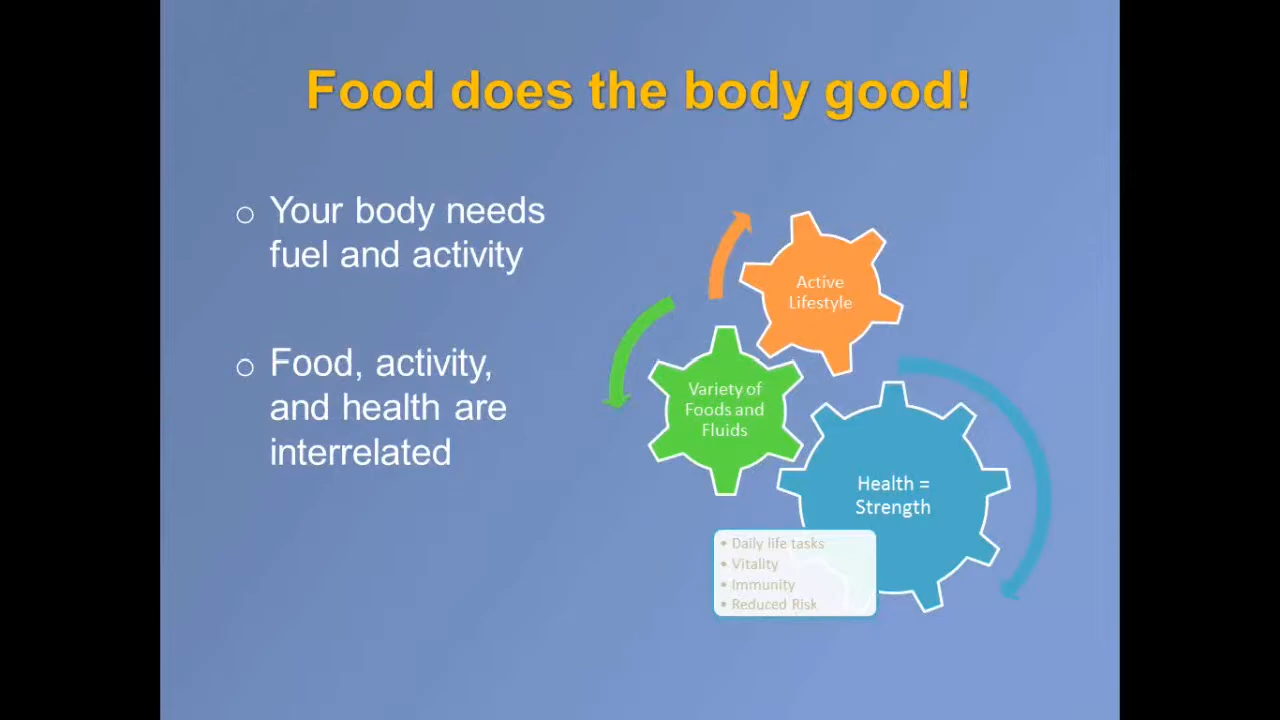 Food does the body good!
o Your body needs
fuel and activity
o Food, activity,
and health are
interrelated
Active
Lifestyle
Variety of
Foods and
Fluids
Health =
Strength
• Daily life tasks
• Vitality
• Immunity
• Reduced Risk